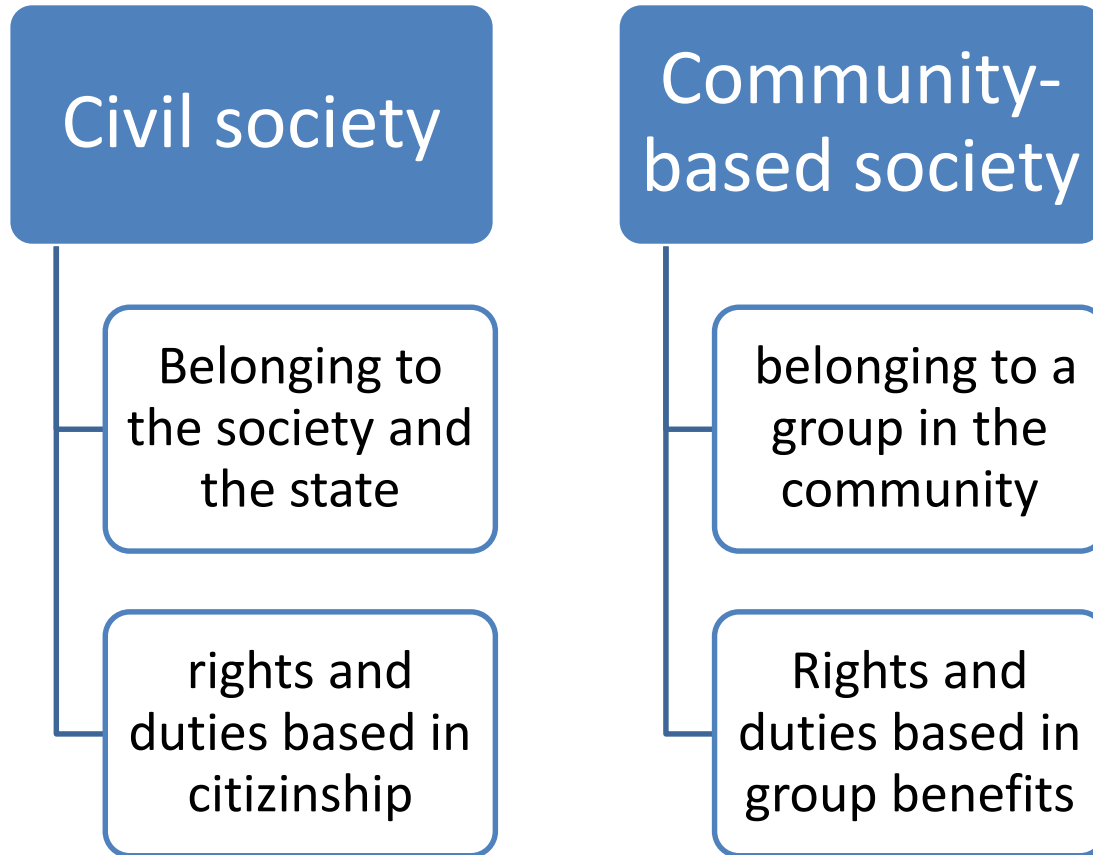 Civil society
Belonging to
the society and
the state
rights and
duties based in
citizinship
Community-
based society
belonging to a
group in the
community
Rights and
duties based in
group benefits